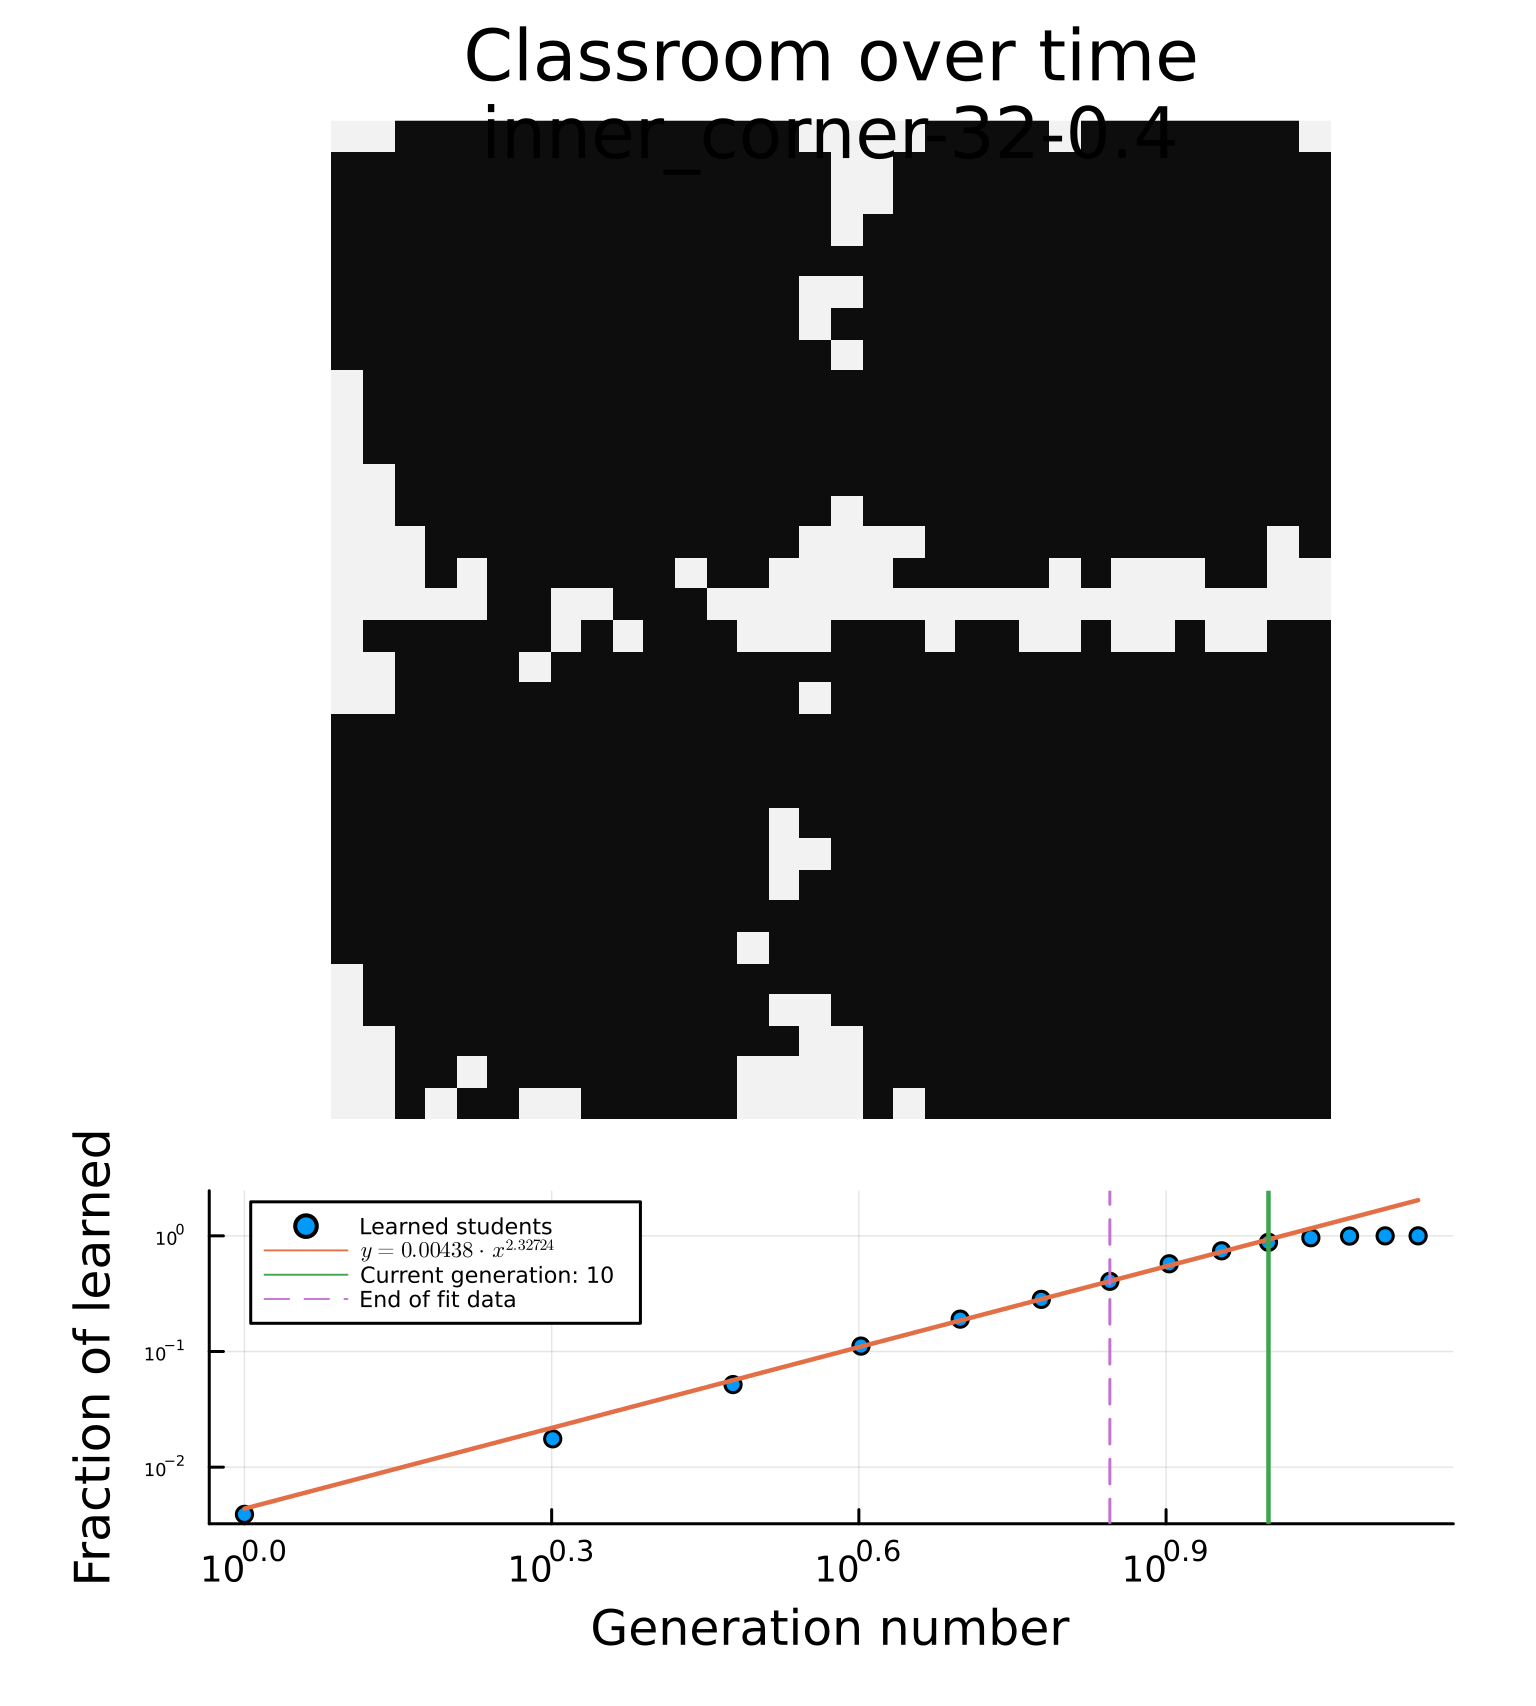 Classroom over time
inner_corner-32-0.4
Fraction of learned
10⁰
10⁻¹
10⁻²
Learned students
y = 0.00438 · x^2.32724
Current generation: 10
End of fit data
10^0.0
10^0.3
10^0.6
10^0.9
Generation number